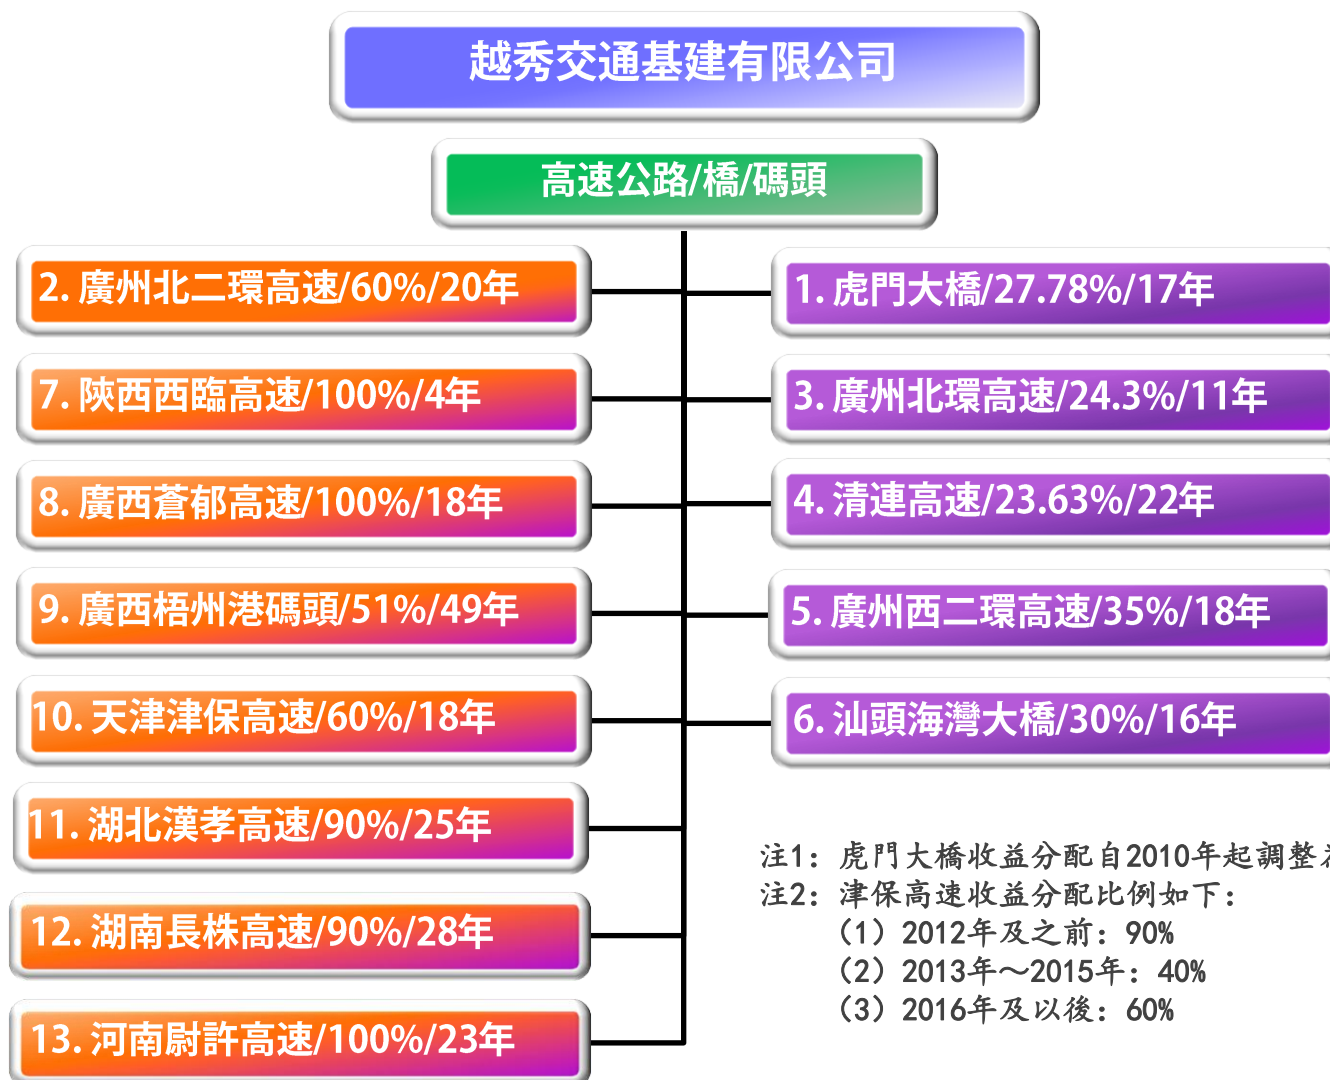 越秀交通基建有限公司
高速公路/橋/碼頭
2. 廣州北二環高速/60%/20年
7. 陝西西臨高速/100%/4年
8. 廣西蒼郁高速/100%/18年
9. 廣西梧州港碼頭/51%/49年
10. 天津津保高速/60%/18年
11. 湖北漢孝高速/90%/25年
12. 湖南長株高速/90%/28年
13. 河南尉許高速/100%/23年
1. 虎門大橋/27.78%/17年
3. 廣州北環高速/24.3%/11年
4. 清連高速/23.63%/22年
5. 廣州西二環高速/35%/18年
6. 汕頭海灣大橋/30%/16年
注1：虎門大橋收益分配自2010年起調整
注2：津保高速收益分配比例如下：
（1）2012年及之前：90%
（2）2013年～2015年：40%
（3）2016年及以後：60%